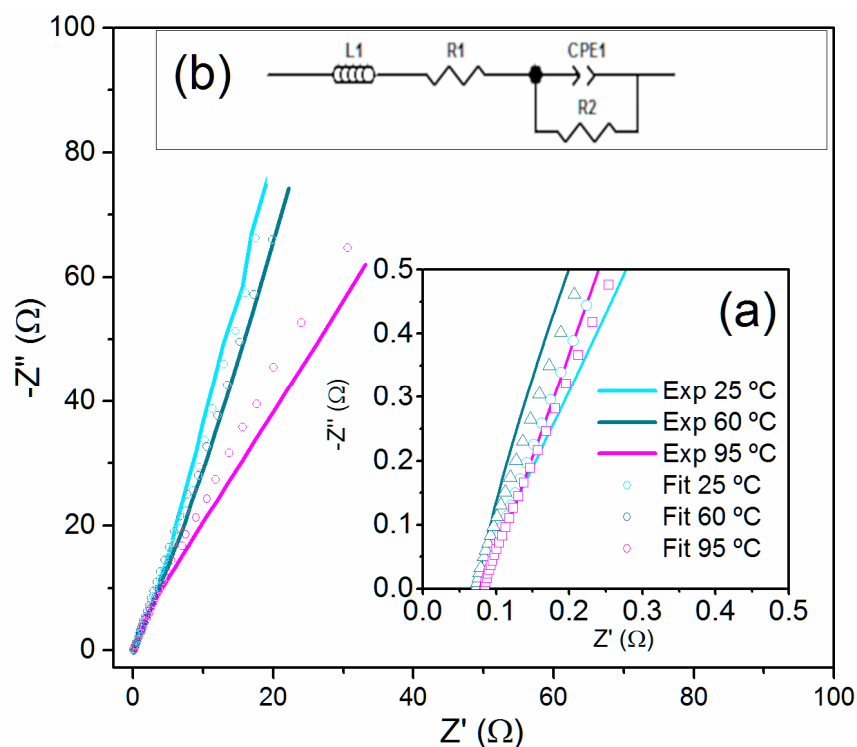 100
80
60
40
20
0
-Z'' (Ω)
(b)
L1
R1
CPE1
R2
(a)
0.5
0.4
0.3
0.2
0.1
0.0
-Z'' (Ω)
Exp 25 ºC
Exp 60 ºC
Exp 95 ºC
Fit 25 ºC
Fit 60 ºC
Fit 95 ºC
0.0 0.1 0.2 0.3 0.4 0.5
Z' (Ω)
0 20 40 60 80 100
Z' (Ω)